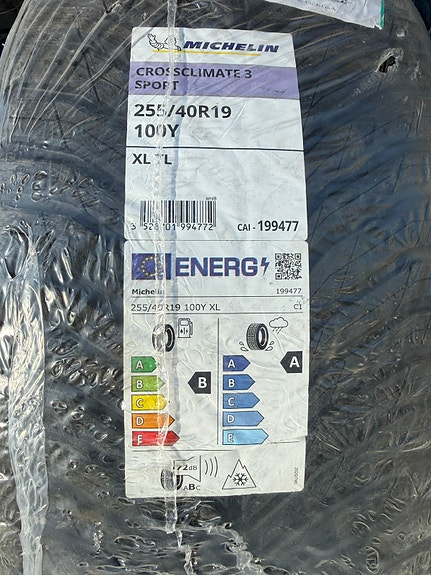 MICHELIN
CROSSCLIMATE 3
SPORT
255/40R19
100Y
XL TL
3 528701 994772
CAI - 199477
ENERG
Michelin
199477
255/40R19 100Y XL
C1
A
B
C
D
E
B
A
B
C
D
E
A
72dB
ABC